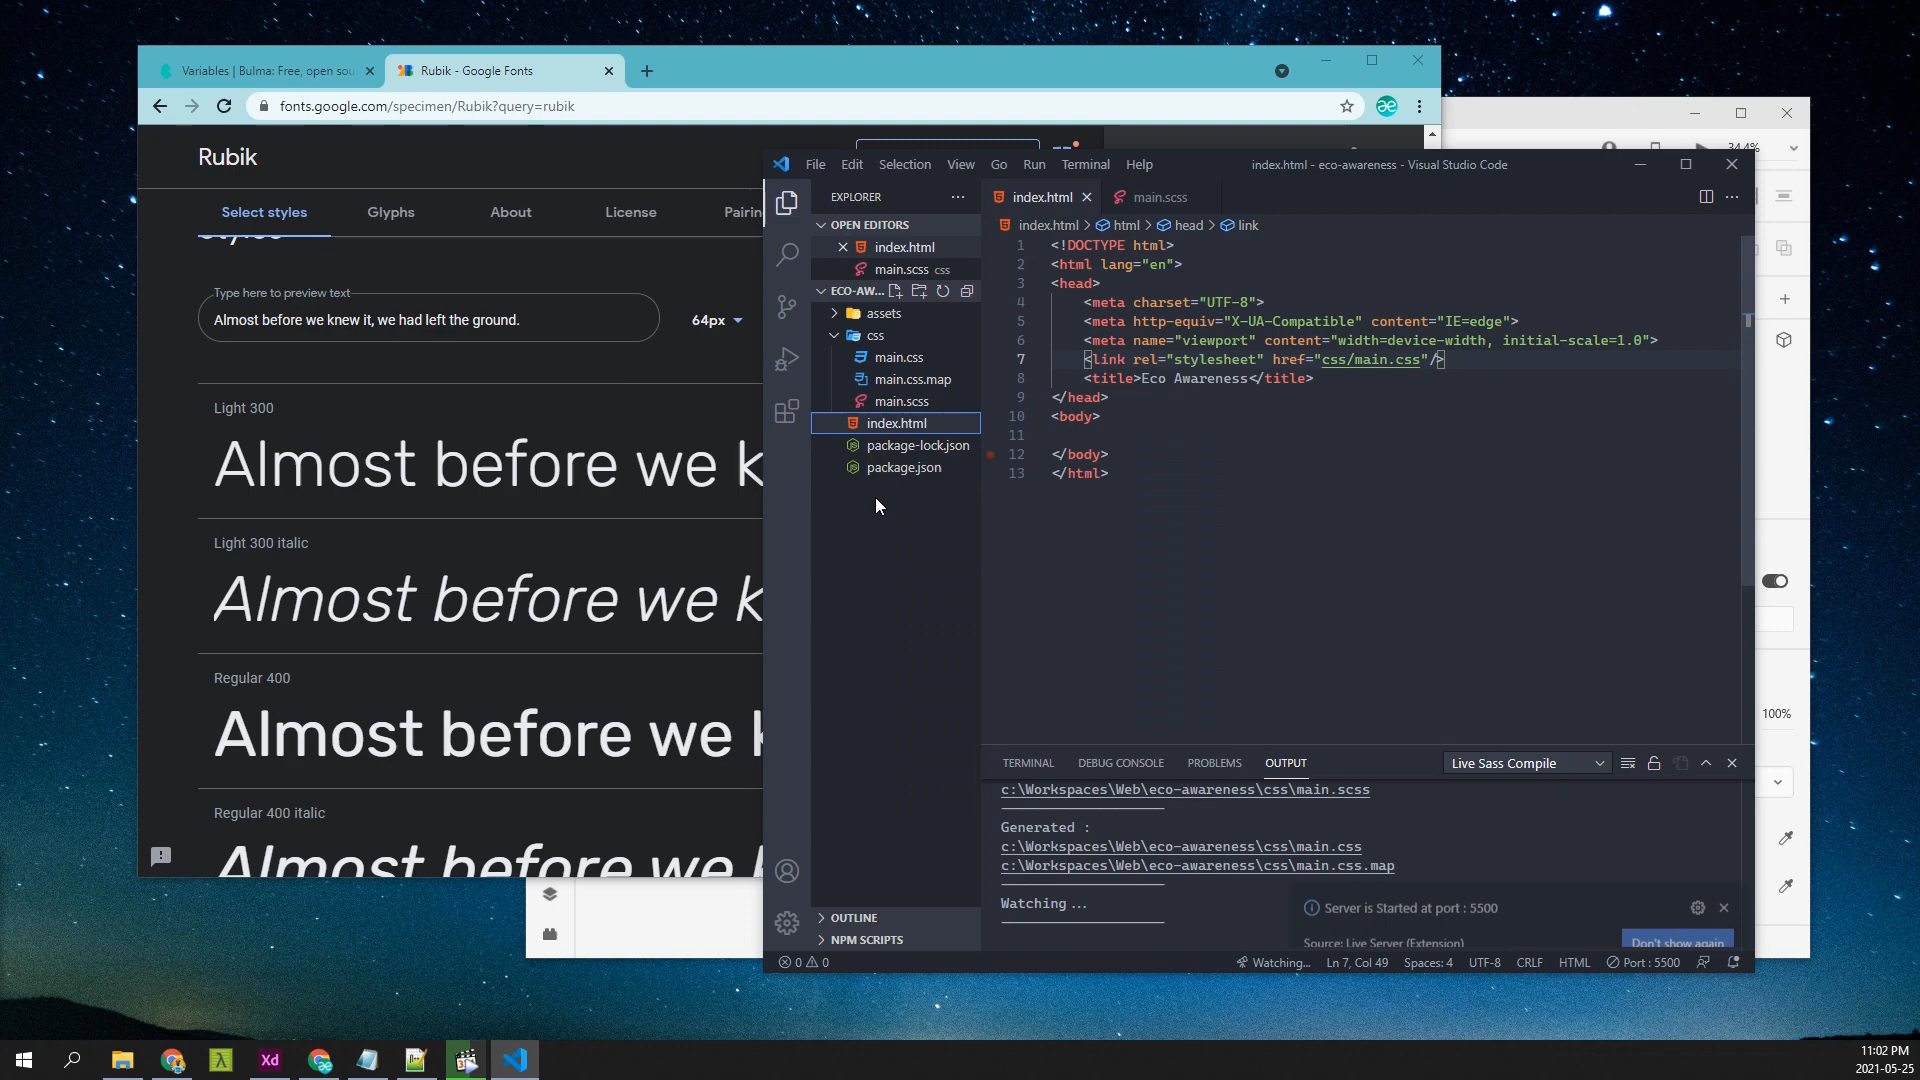 Variables | Bulma: Free, open sou
Rubik - Google Fonts
fonts.google.com/specimen/Rubik?query=rubik
Rubik
Select styles
Glyphs
About
License
Pairin
Styles
Type here to preview text
Almost before we knew it, we had left the ground.
64px
Light 300
Almost before we k
Light 300 italic
Almost before we k
Regular 400
Almost before we k
Regular 400 italic
Almost before we k
34.4%
100%
File Edit Selection View Go Run Terminal Help
index.html - eco-awareness - Visual Studio Code
EXPLORER
OPEN EDITORS
index.html
main.scss css
ECO-AW...
assets
css
main.css
main.css.map
main.scss
index.html
package-lock.json
package.json
OUTLINE
NPM SCRIPTS
index.html
main.scss
index.html > html > head > link
1 <!DOCTYPE html>
2 <html lang="en">
3 <head>
4 <meta charset="UTF-8">
5 <meta http-equiv="X-UA-Compatible" content="IE=edge">
6 <meta name="viewport" content="width=device-width, initial-scale=1.0">
7 <link rel="stylesheet" href="css/main.css"/>
8 <title>Eco Awareness</title>
9 </head>
10 <body>
11
12 </body>
13 </html>
TERMINAL DEBUG CONSOLE PROBLEMS OUTPUT
Live Sass Compile
c:\Workspaces\Web\eco-awareness\css\main.scss
Generated :
c:\Workspaces\Web\eco-awareness\css\main.css
c:\Workspaces\Web\eco-awareness\css\main.css.map
Watching...
Server is Started at port : 5500
Source: Live Server (Extension)
Don't show again
0 0
Watching...
Ln 7, Col 49
Spaces: 4
UTF-8
CRLF
HTML
Port : 5500
Xd
11:02 PM
2021-05-25